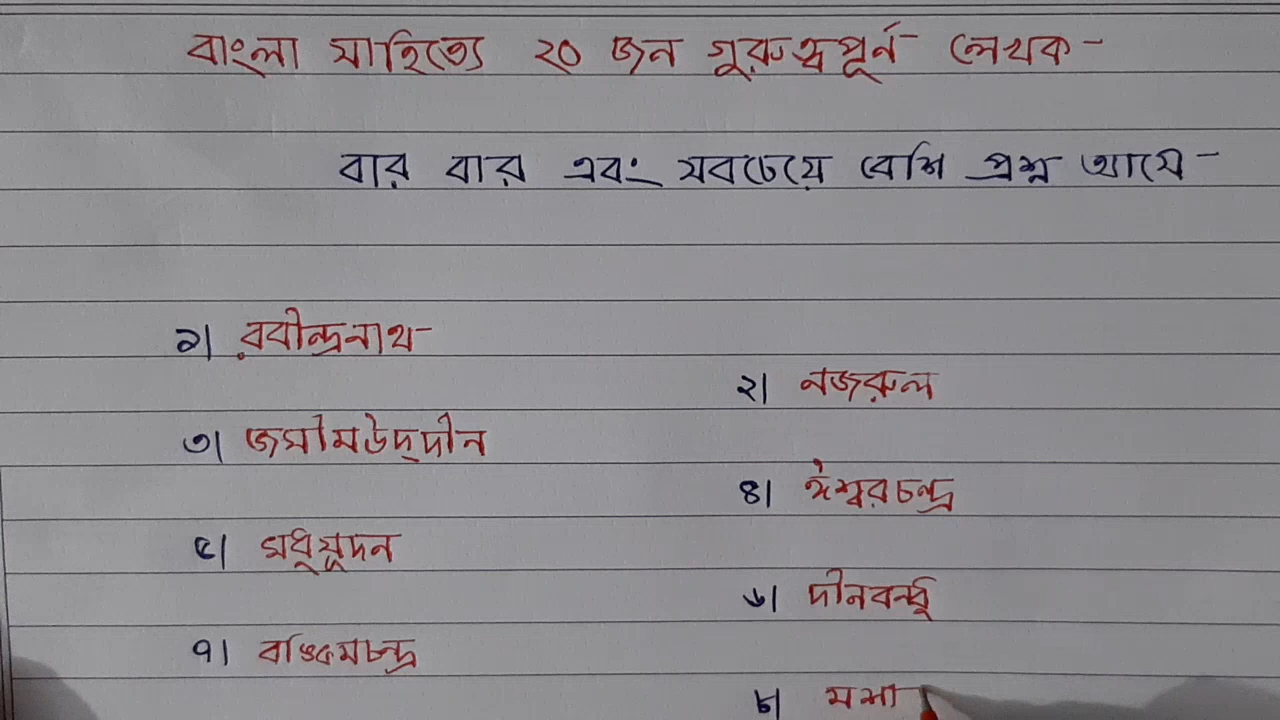 বাংলা সাহিত্যে ২০ জন গুরুত্বপূর্ন লেখক-
বার বার এবং সবচেয়ে বেশি প্রশ্ন আসে-
১। রবীন্দ্রনাথ
২। নজরুল
৩। জসীমউদ্‌দীন
৪। ঈশ্বরচন্দ্র
৫। মধুসূদন
৬। দীনবন্ধু
৭। বঙ্কিমচন্দ্র
৮। মশা